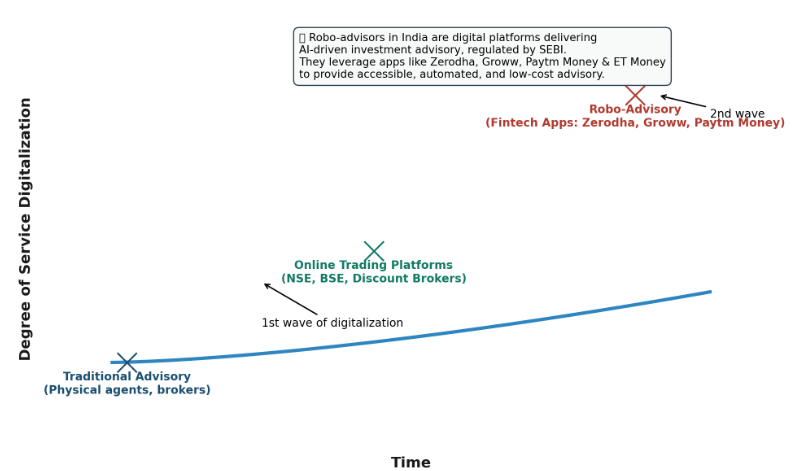 Robo-advisors in India are digital platforms delivering
AI-driven investment advisory, regulated by SEBI.
They leverage apps like Zerodha, Groww, Paytm Money & ET Money
to provide accessible, automated, and low-cost advisory.
Robo-Advisory
(Fintech Apps: Zerodha, Groww, Paytm Money)
2nd wave
Online Trading Platforms
(NSE, BSE, Discount Brokers)
1st wave of digitalization
Traditional Advisory
(Physical agents, brokers)
Degree of Service Digitalization
Time